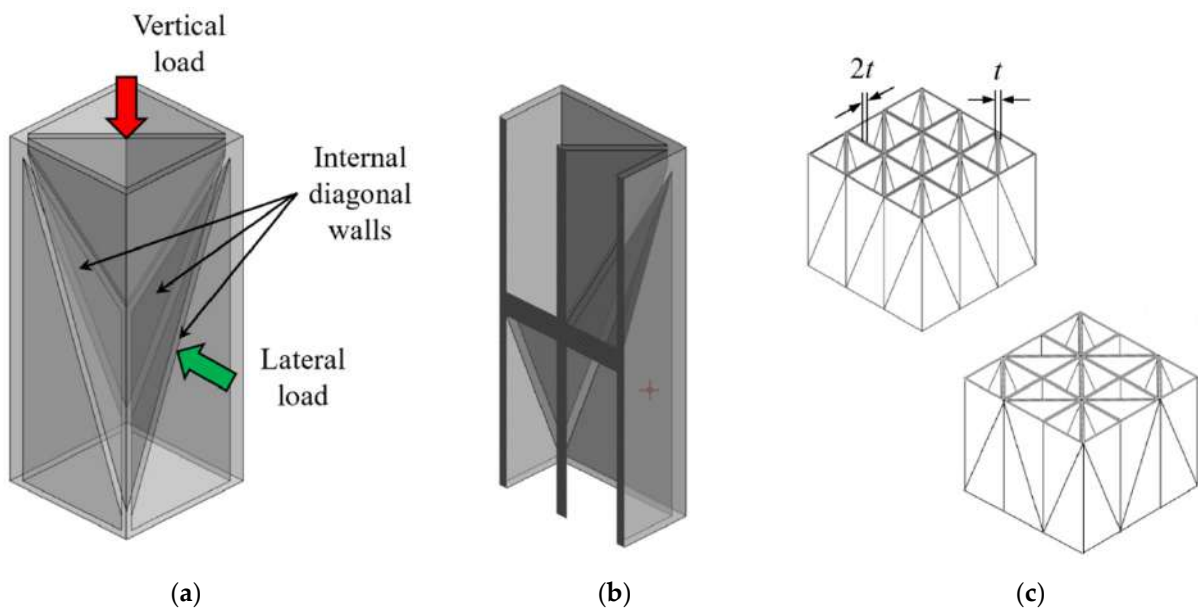 Vertical
load
Internal
diagonal
walls
Lateral
load
2t
t
(a)
(b)
(c)